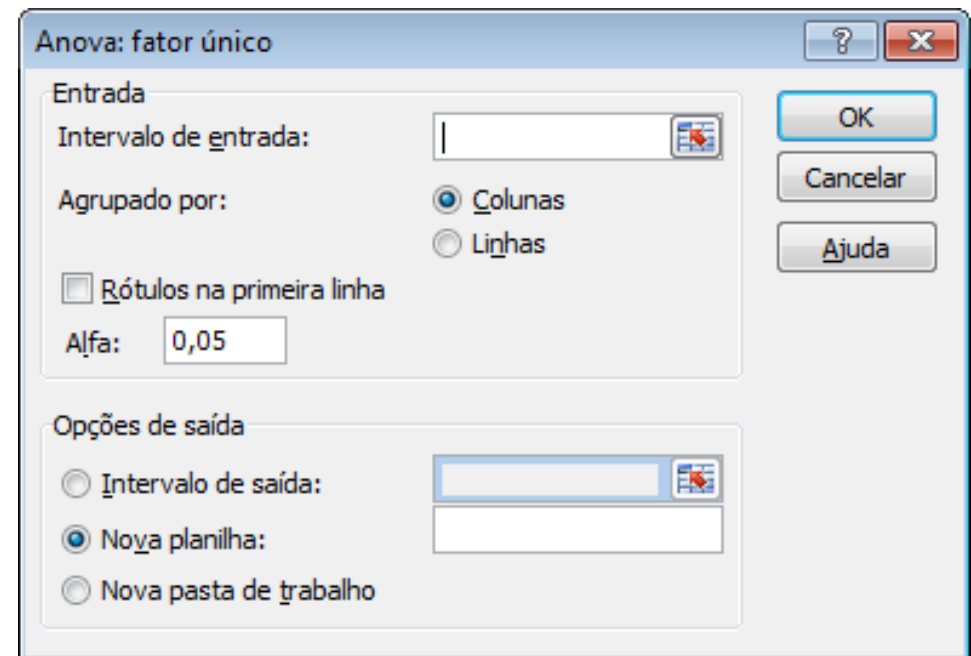 Anova: fator único
Entrada
Intervalo de entrada:
Agrupado por:
Colunas
Linhas
Rótulos na primeira linha
Alfa: 0,05
OK
Cancelar
Ajuda
Opções de saída
Intervalo de saída:
Nova planilha:
Nova pasta de trabalho